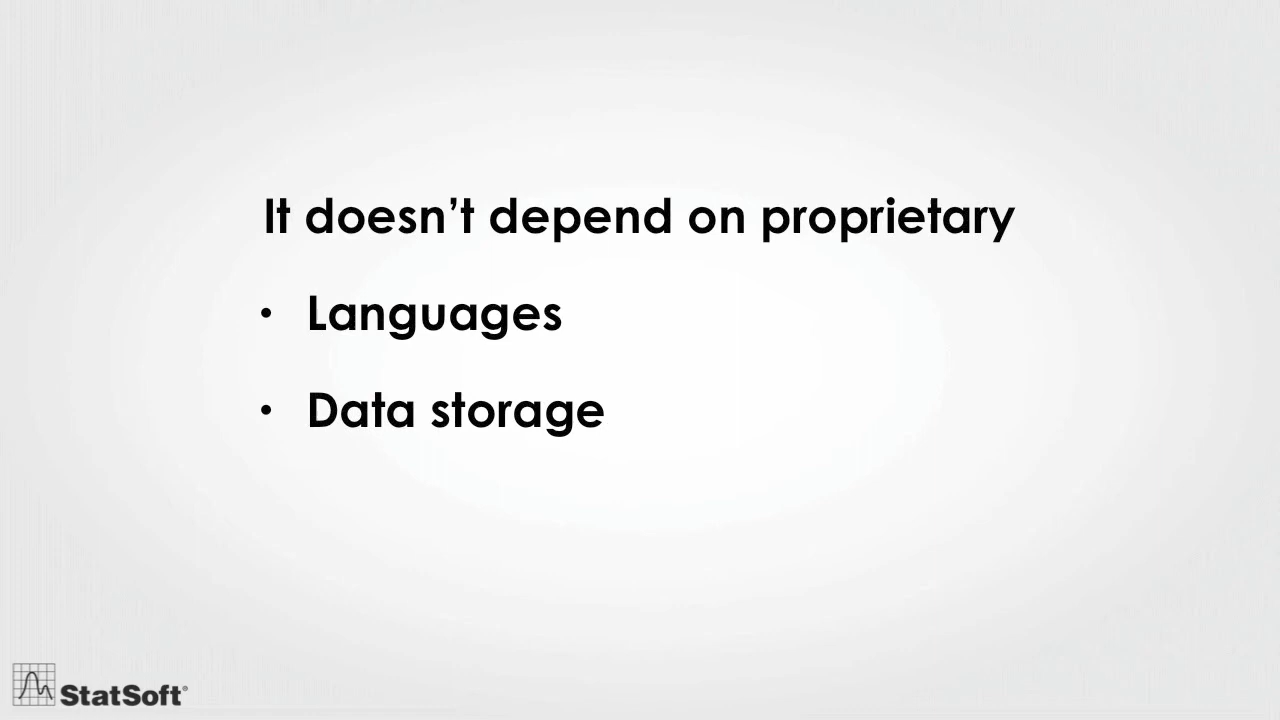 It doesn’t depend on proprietary
• Languages
• Data storage
StatSoft®